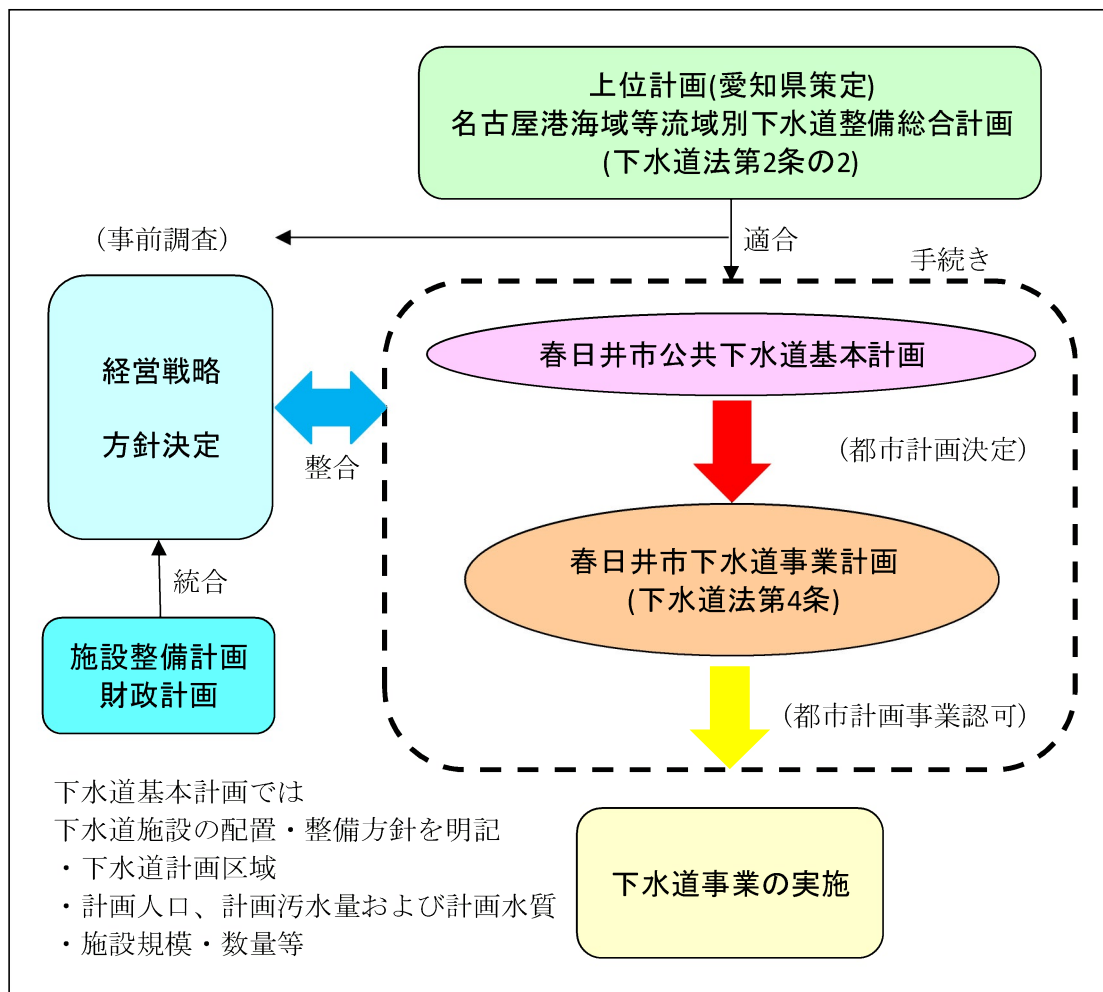 上位計画(愛知県策定)
名古屋港海域等流域別下水道整備総合計画
(下水道法第2条の2)
（事前調査）
適合
手続き
経営戦略
方針決定
整合
春日井市公共下水道基本計画
（都市計画決定）
春日井市下水道事業計画
(下水道法第4条)
統合
施設整備計画
財政計画
（都市計画事業認可）
下水道基本計画では
下水道施設の配置・整備方針を明記
・下水道計画区域
・計画人口、計画汚水量および計画水質
・施設規模・数量等
下水道事業の実施